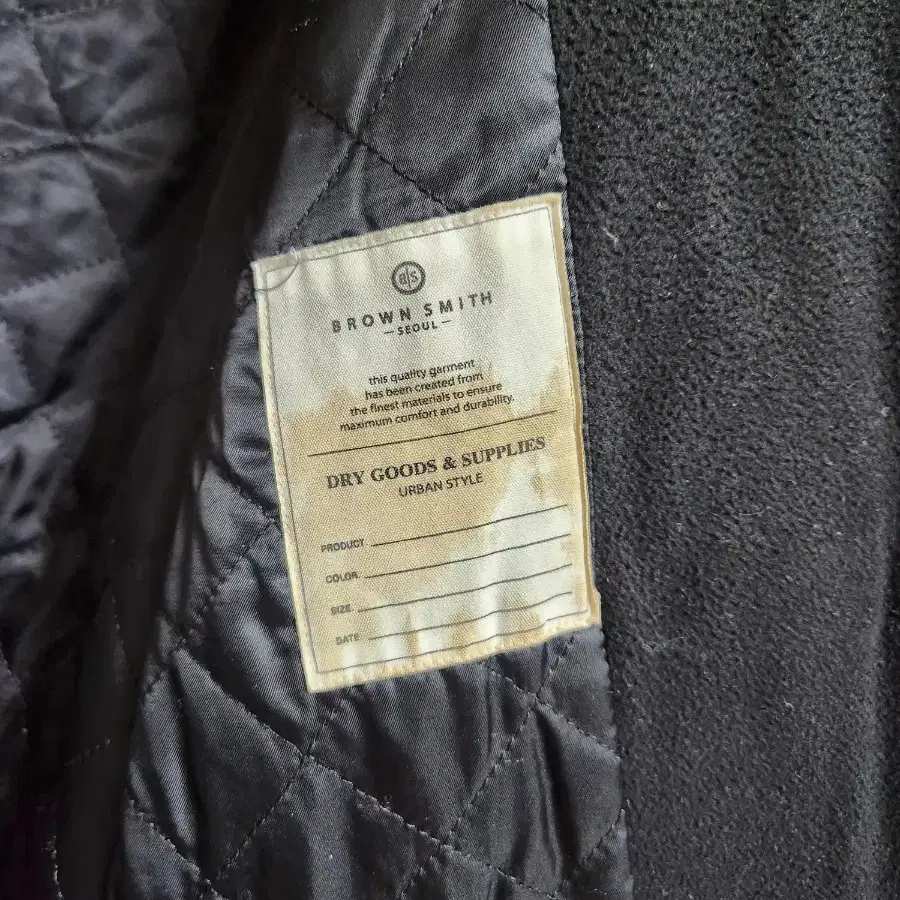 B|S
BROWN SMITH
—SEOUL—
this quality garment
has been created from
the finest materials to ensure
maximum comfort and durability.
DRY GOODS & SUPPLIES
URBAN STYLE
PRODUCT
COLOR
SIZE
DATE